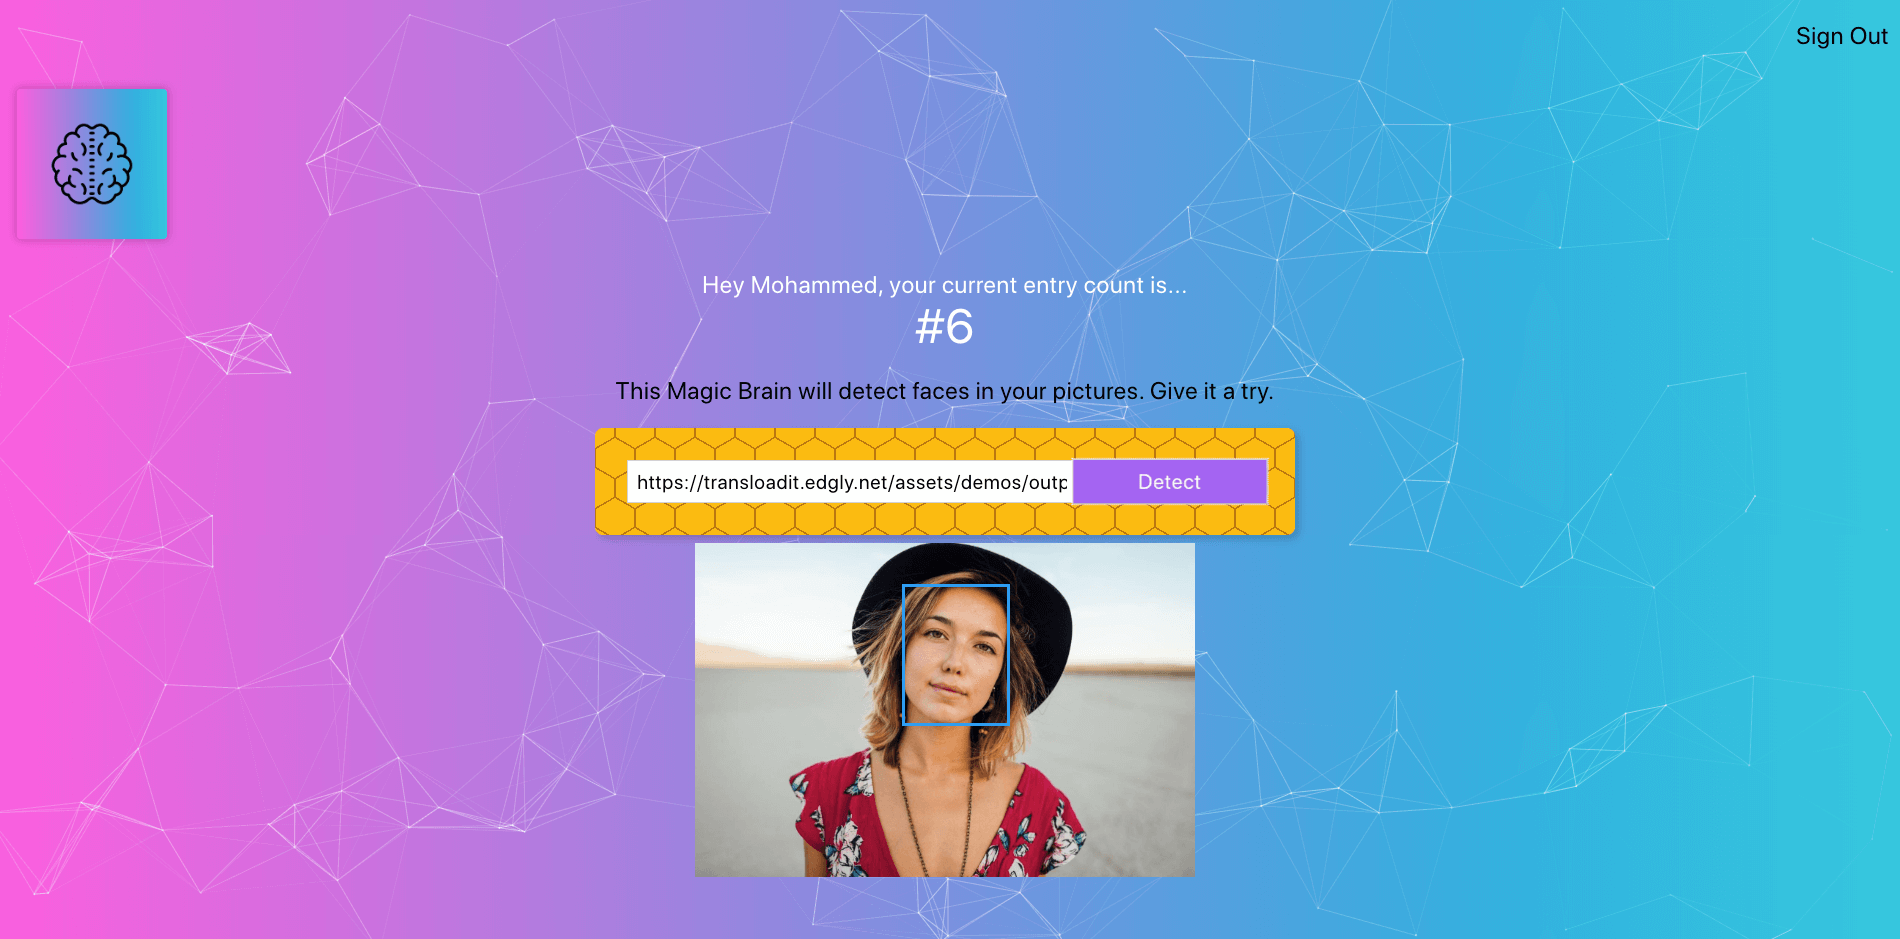 Sign Out
Hey Mohammed, your current entry count is...
#6
This Magic Brain will detect faces in your pictures. Give it a try.
https://transloadit.edgly.net/assets/demos/outp
Detect